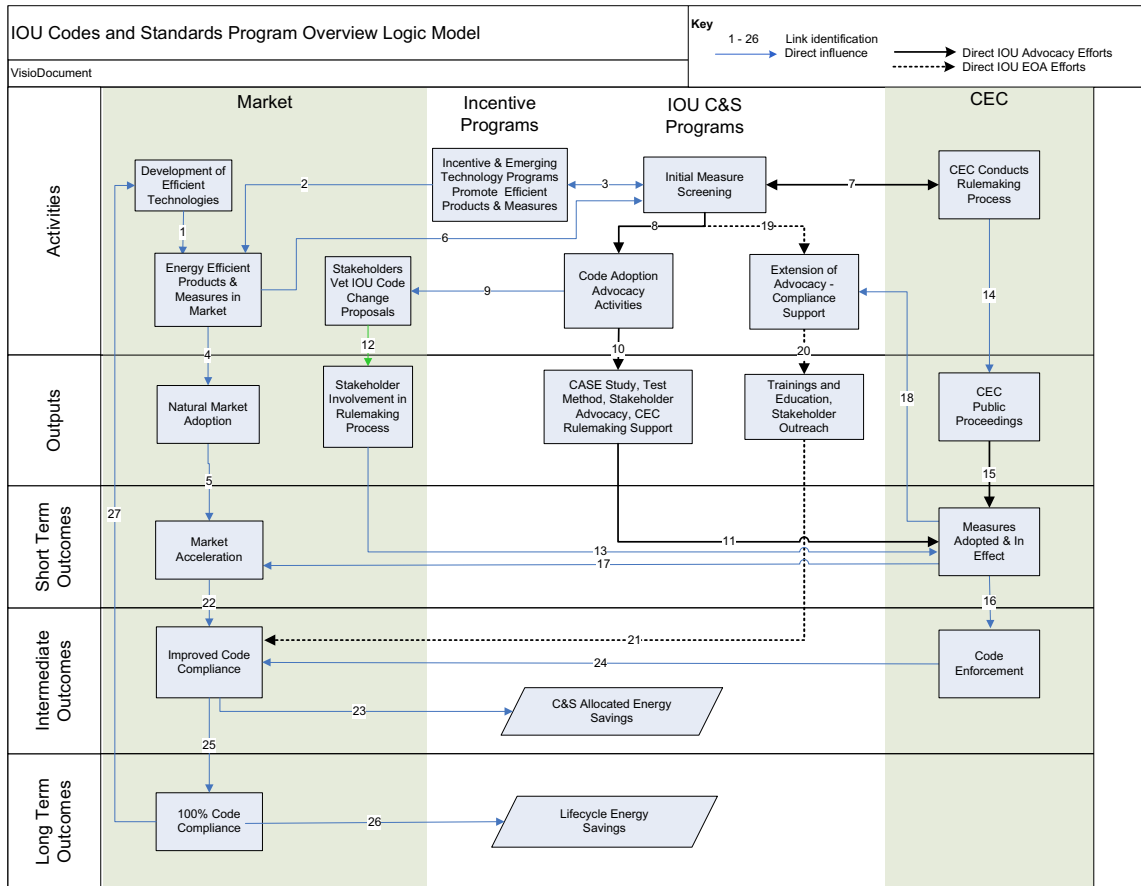 IOU Codes and Standards Program Overview Logic Model
VisioDocument
Key
1 - 26
Link identification
Direct influence
Direct IOU Advocacy Efforts
Direct IOU EOA Efforts
Market
Incentive
Programs
IOU C&S
Programs
CEC
Activities
Development of
Efficient
Technologies
2
Incentive & Emerging
Technology Programs
Promote Efficient
Products & Measures
3
Initial Measure
Screening
7
CEC Conducts
Rulemaking
Process
1
6
8
19
Energy Efficient
Products &
Measures in
Market
Stakeholders
Vet IOU Code
Change
Proposals
9
Code Adoption
Advocacy
Activities
Extension of
Advocacy -
Compliance
Support
14
4
12
10
20
Outputs
Natural Market
Adoption
Stakeholder
Involvement in
Rulemaking
Process
CASE Study, Test
Method, Stakeholder
Advocacy, CEC
Rulemaking Support
Trainings and
Education,
Stakeholder
Outreach
18
CEC
Public
Proceedings
5
15
27
Short Term
Outcomes
Market
Acceleration
11
13
17
Measures
Adopted & In
Effect
22
16
Intermediate
Outcomes
Improved Code
Compliance
21
24
Code
Enforcement
23
C&S Allocated Energy
Savings
25
Long Term
Outcomes
100% Code
Compliance
26
Lifecycle Energy
Savings